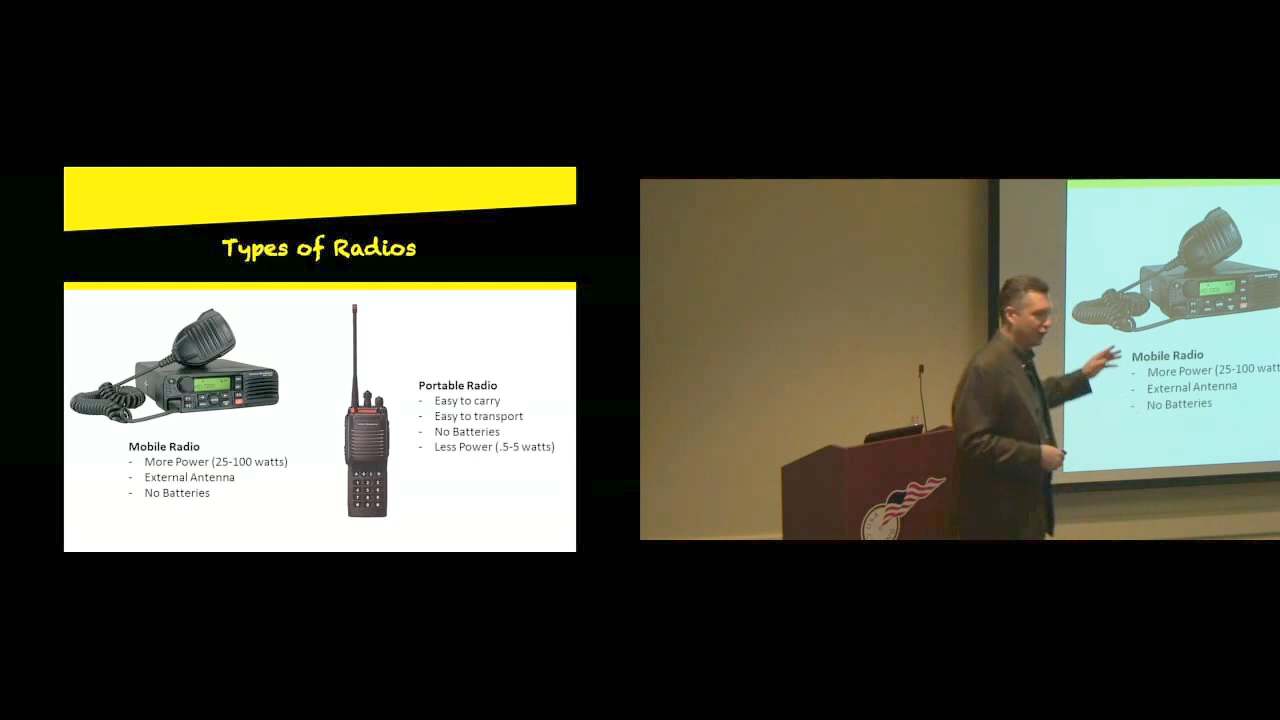 Types of Radios
Mobile Radio
- More Power (25-100 watts)
- External Antenna
- No Batteries
Portable Radio
- Easy to carry
- Easy to transport
- No Batteries
- Less Power (.5-5 watts)
Mobile Radio
- More Power (25-100 watt
- External Antenna
- No Batteries
USA